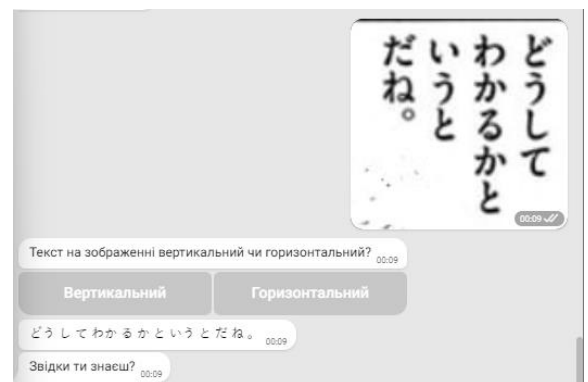 どうして
わかるかと
いうと
だね。
00:09
Текст на зображенні вертикальний чи горизонтальний?
00:09
Вертикальний
Горизонтальний
どうしてわかるかというとだね。
00:09
Звідки ти знаєш?
00:09